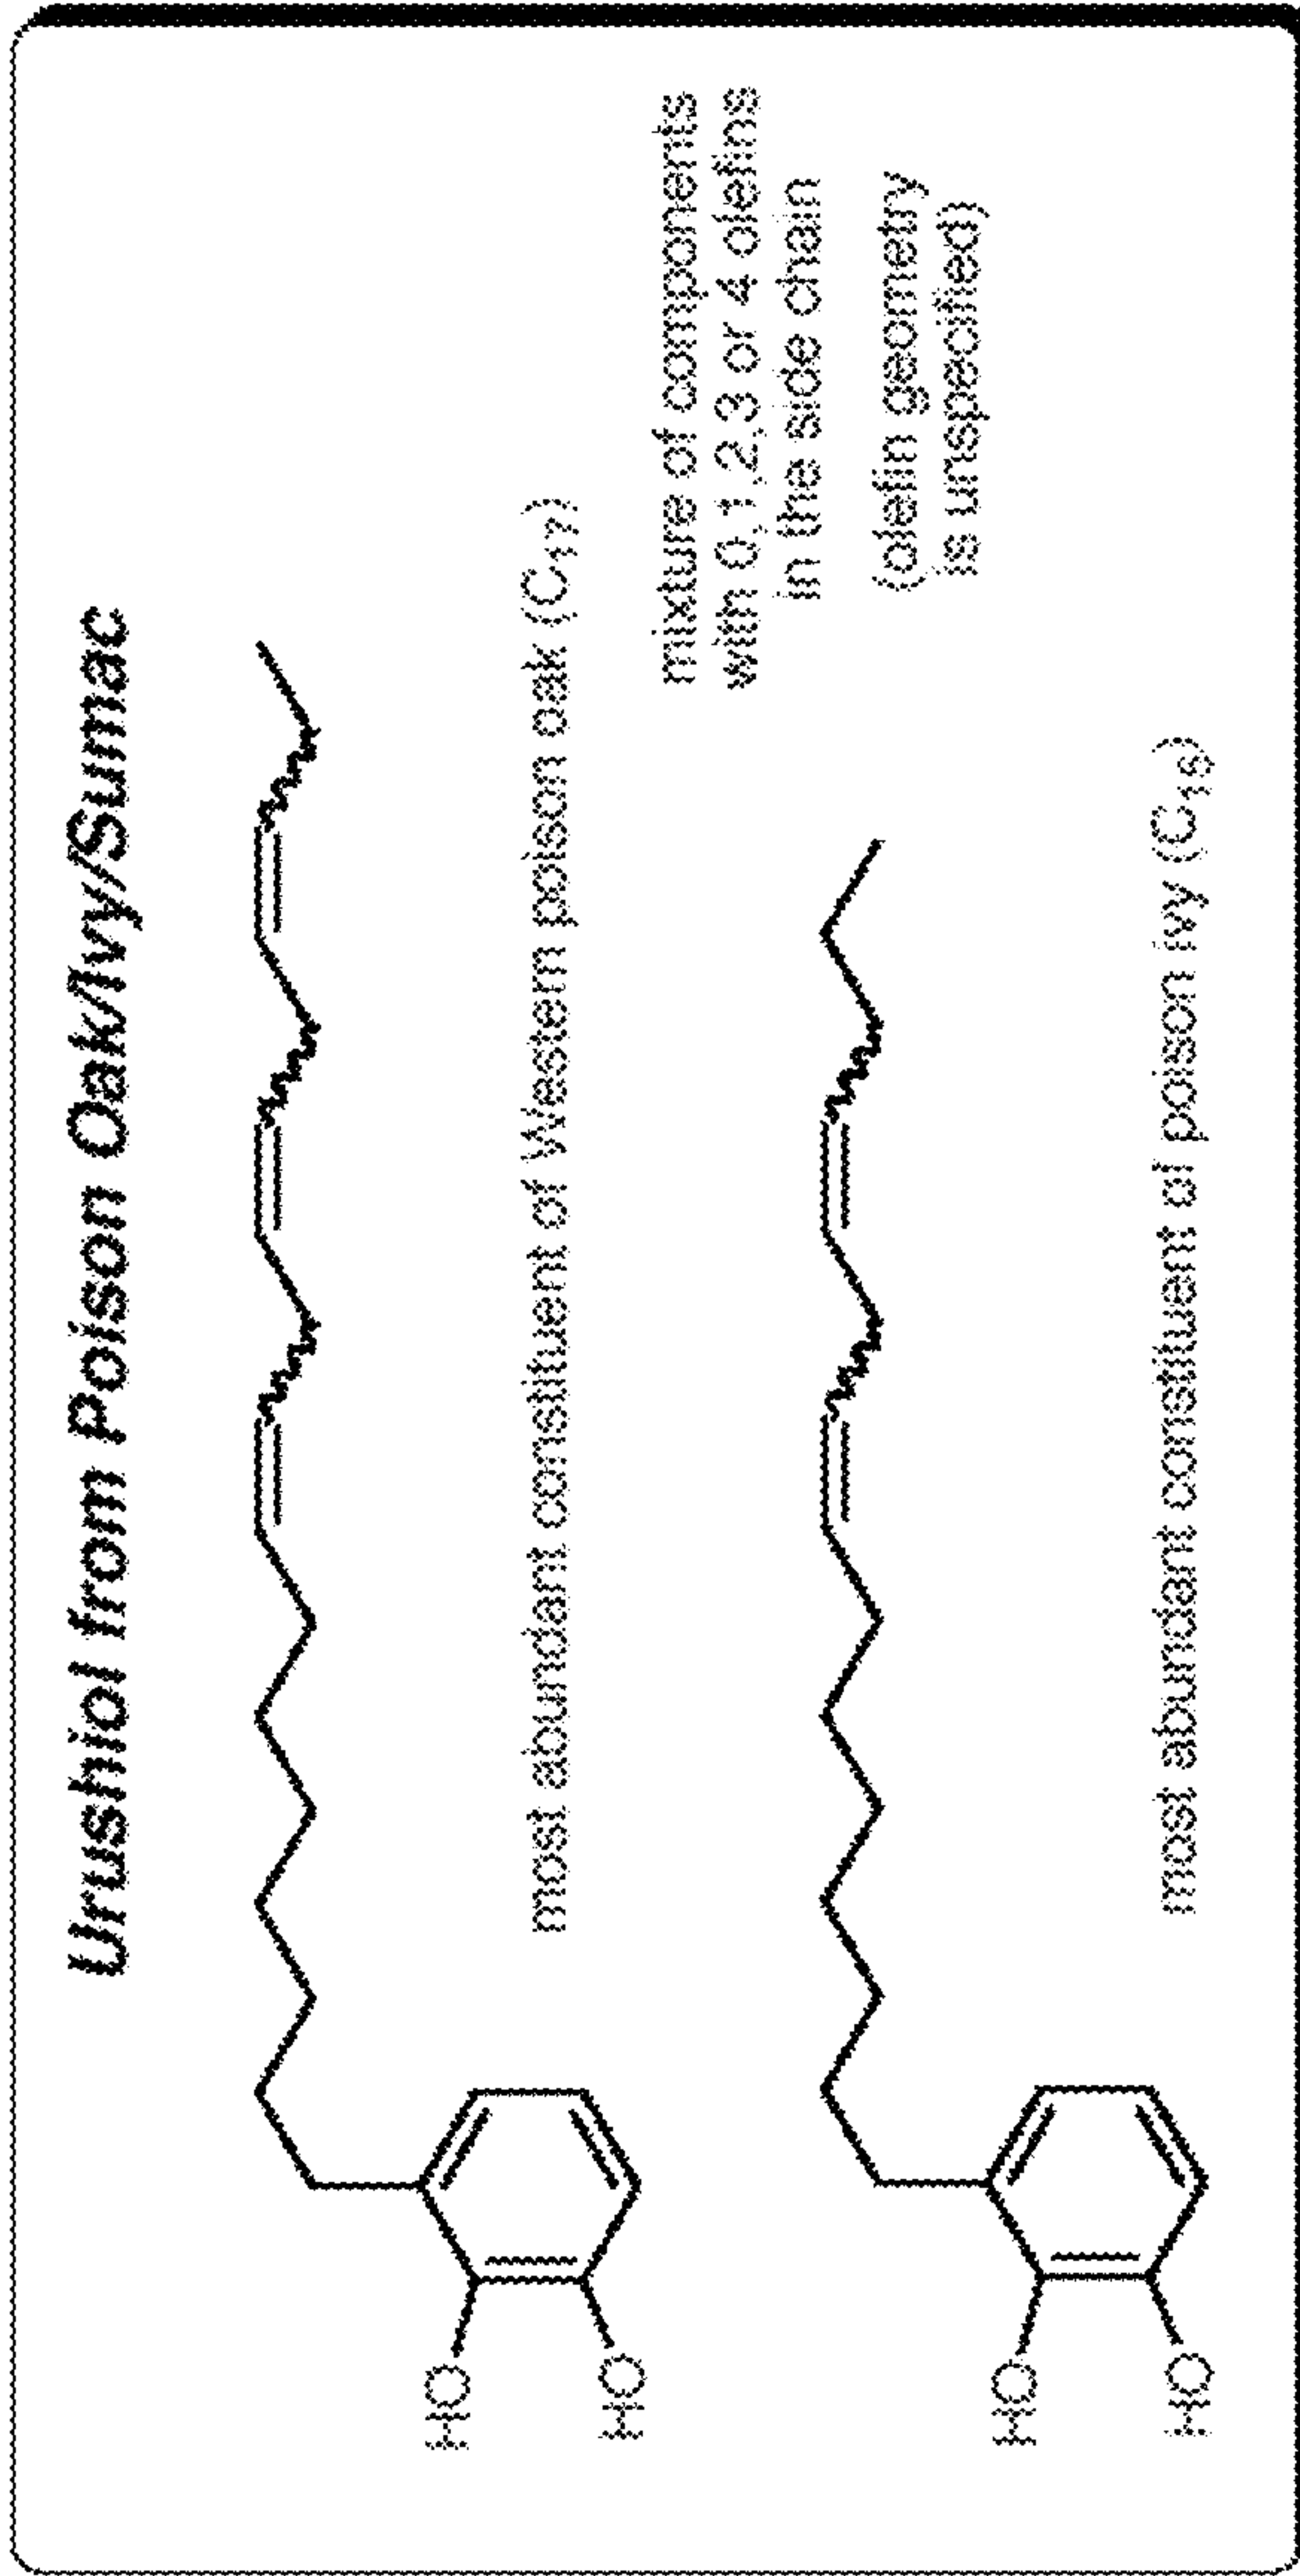 Urushiol from Poison Oak/Ivy/Sumac
HO
HO
most abundant constituent of Western poison oak (C₁₇)
mixture of components
with 0,1,2,3 or 4 olefins
in the side chain
(olefin geometry
is unspecified)
HO
HO
most abundant constituent of poison ivy (C₁₅)